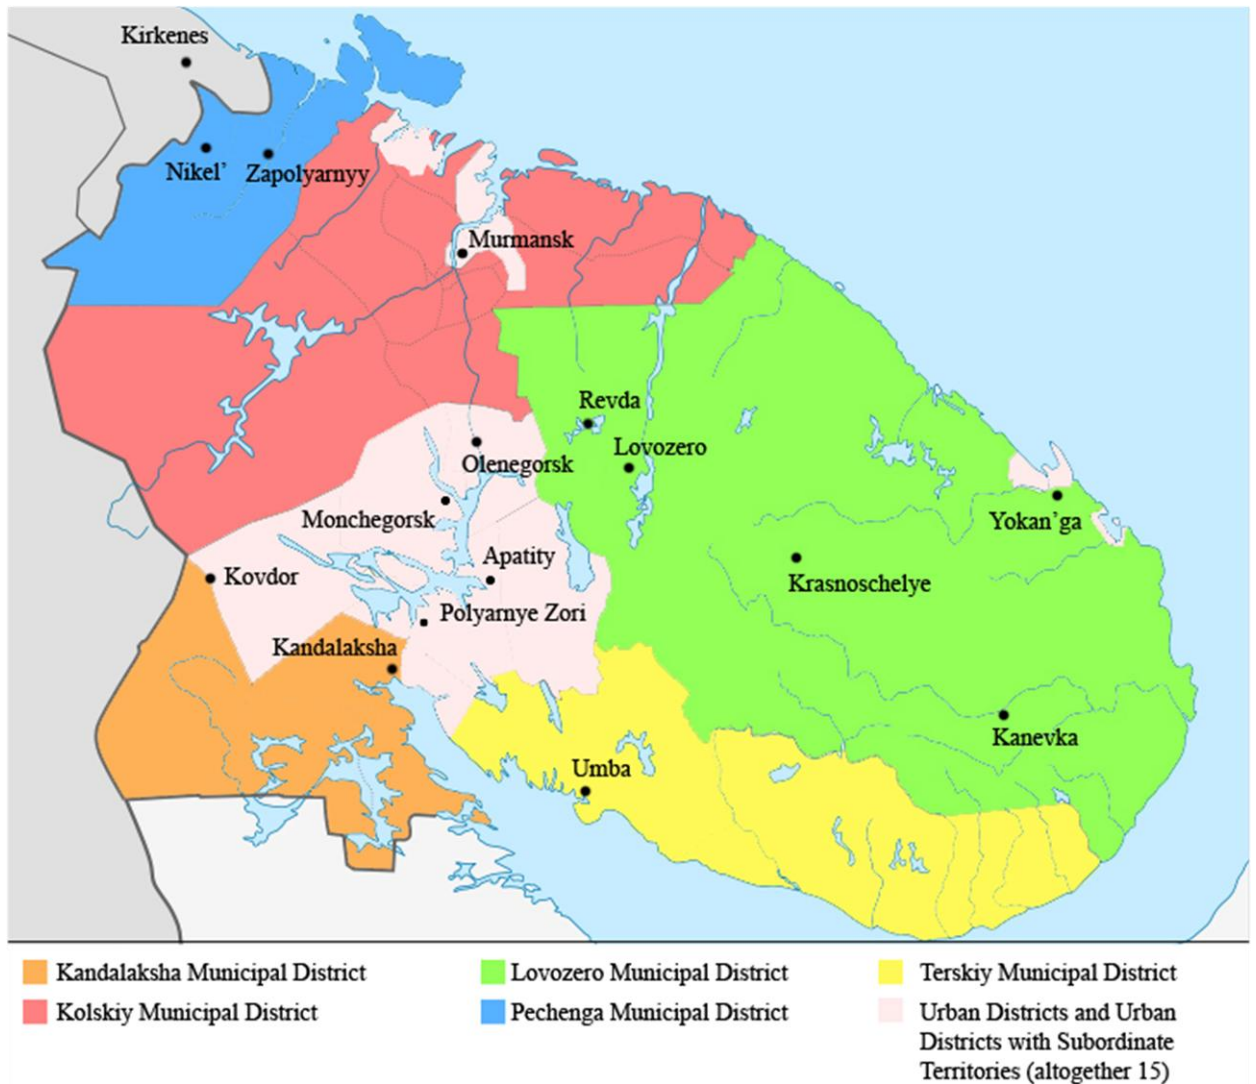 Kirkenes
Nikel’
Zapolyarnyy
Murmansk
Revda
Lovozero
Olenegorsk
Monchegorsk
Yokan’ga
Apatity
Krasnoschelye
Kovdor
Polyarnye Zori
Kandalaksha
Kanevka
Umba
Kandalaksha Municipal District
Kolskiy Municipal District
Lovozero Municipal District
Pechenga Municipal District
Terskiy Municipal District
Urban Districts and Urban
Districts with Subordinate
Territories (altogether 15)